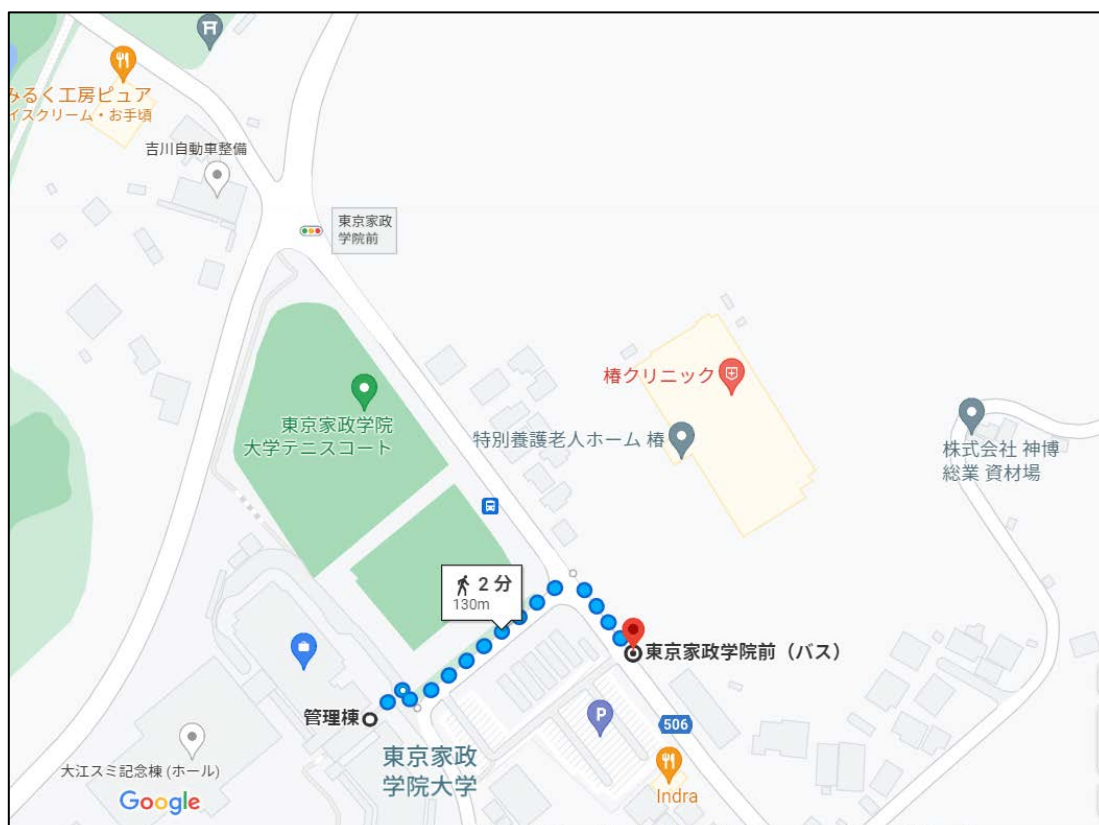 みるく工房ピュア
イスクリーム・お手頃
吉川自動車整備
東京家政
学院前
椿クリニック
東京家政学院
大学テニスコート
特別養護老人ホーム 椿
株式会社 神博
総業 資材場
2 分
130m
東京家政学院前（バス）
管理棟
P
506
東京家政
学院大学
大江スミ記念棟 (ホール)
Indra
Google